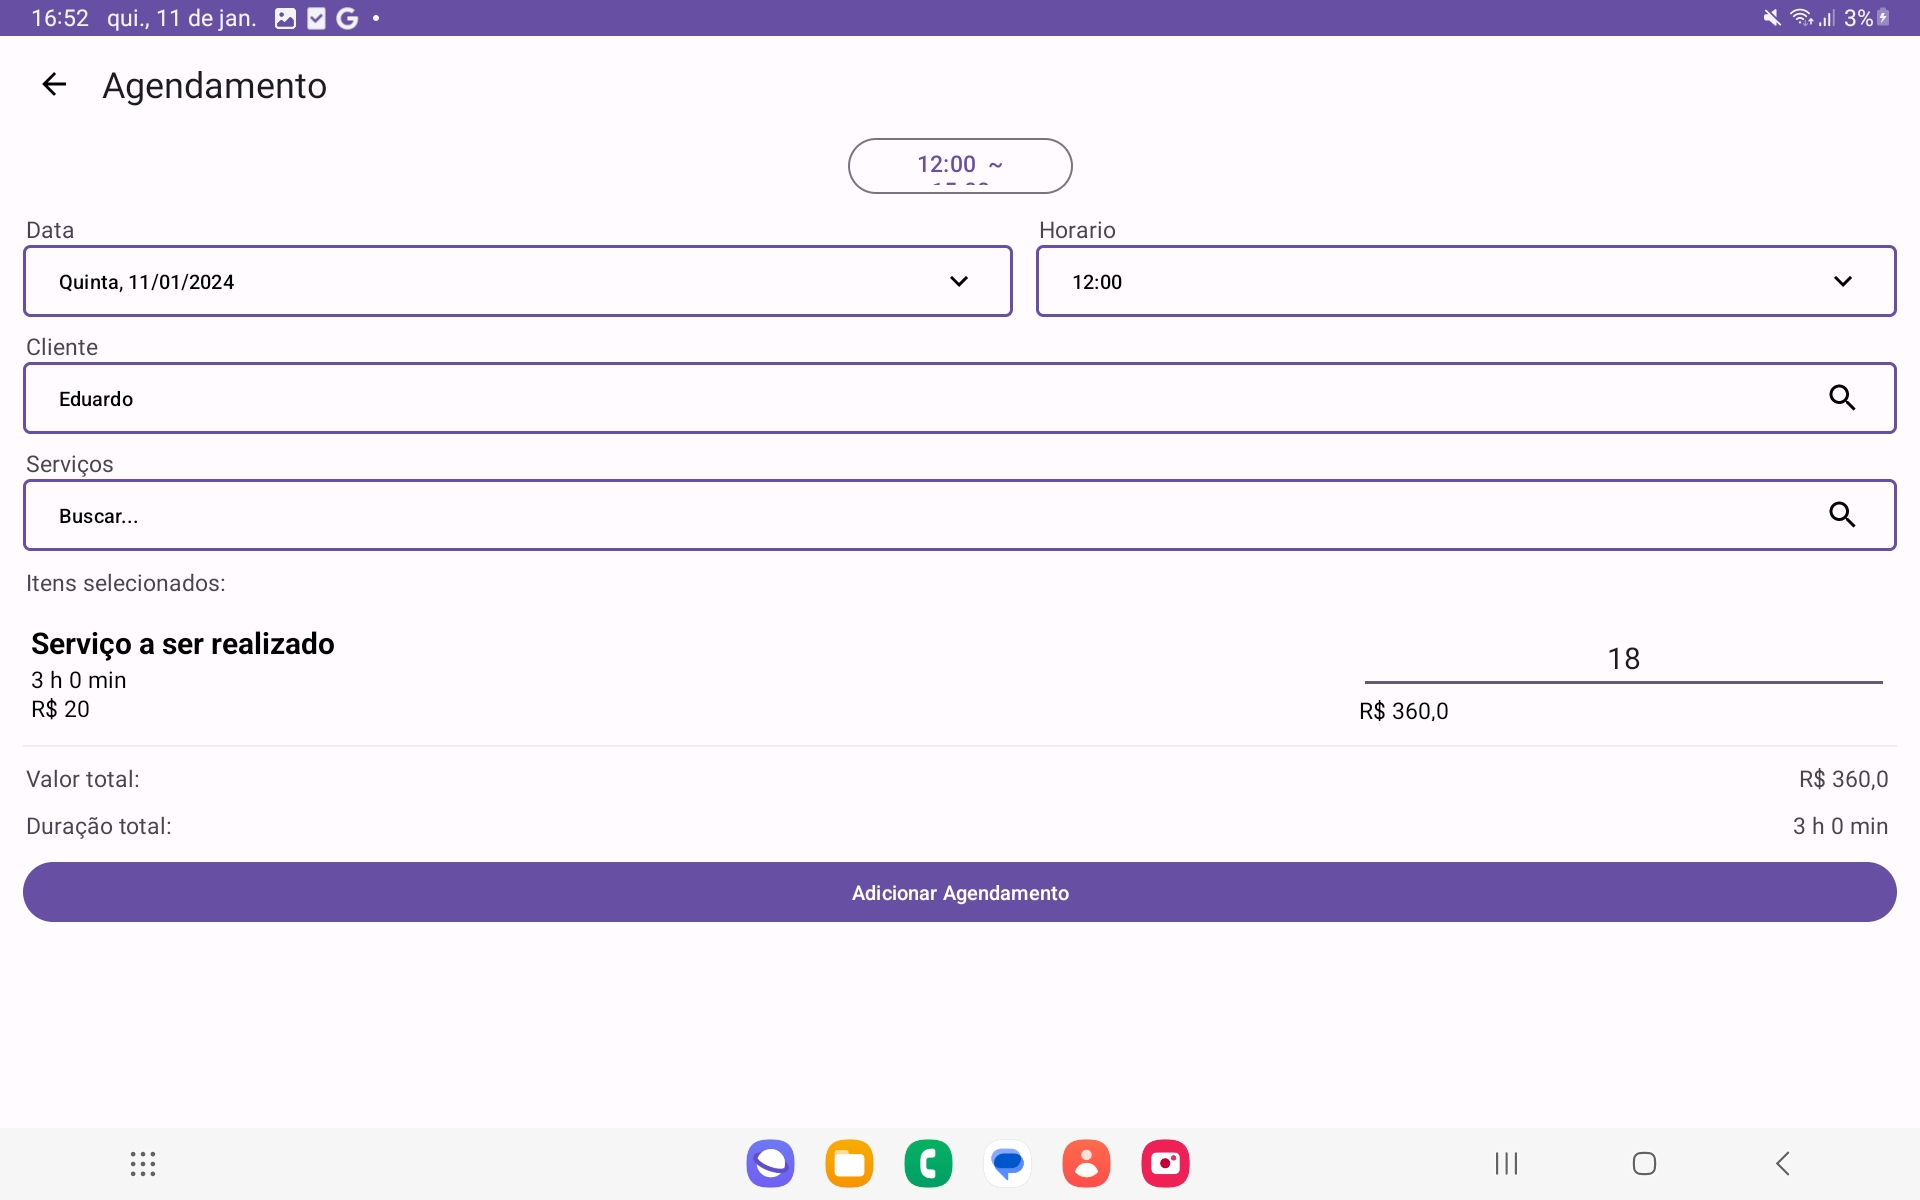 16:52 qui., 11 de jan.
3%
Agendamento
12:00 ~
Data
Horario
Quinta, 11/01/2024
12:00
Cliente
Eduardo
Serviços
Buscar...
Itens selecionados:
Serviço a ser realizado
3 h 0 min
R$ 20
18
R$ 360,0
Valor total:
R$ 360,0
Duração total:
3 h 0 min
Adicionar Agendamento